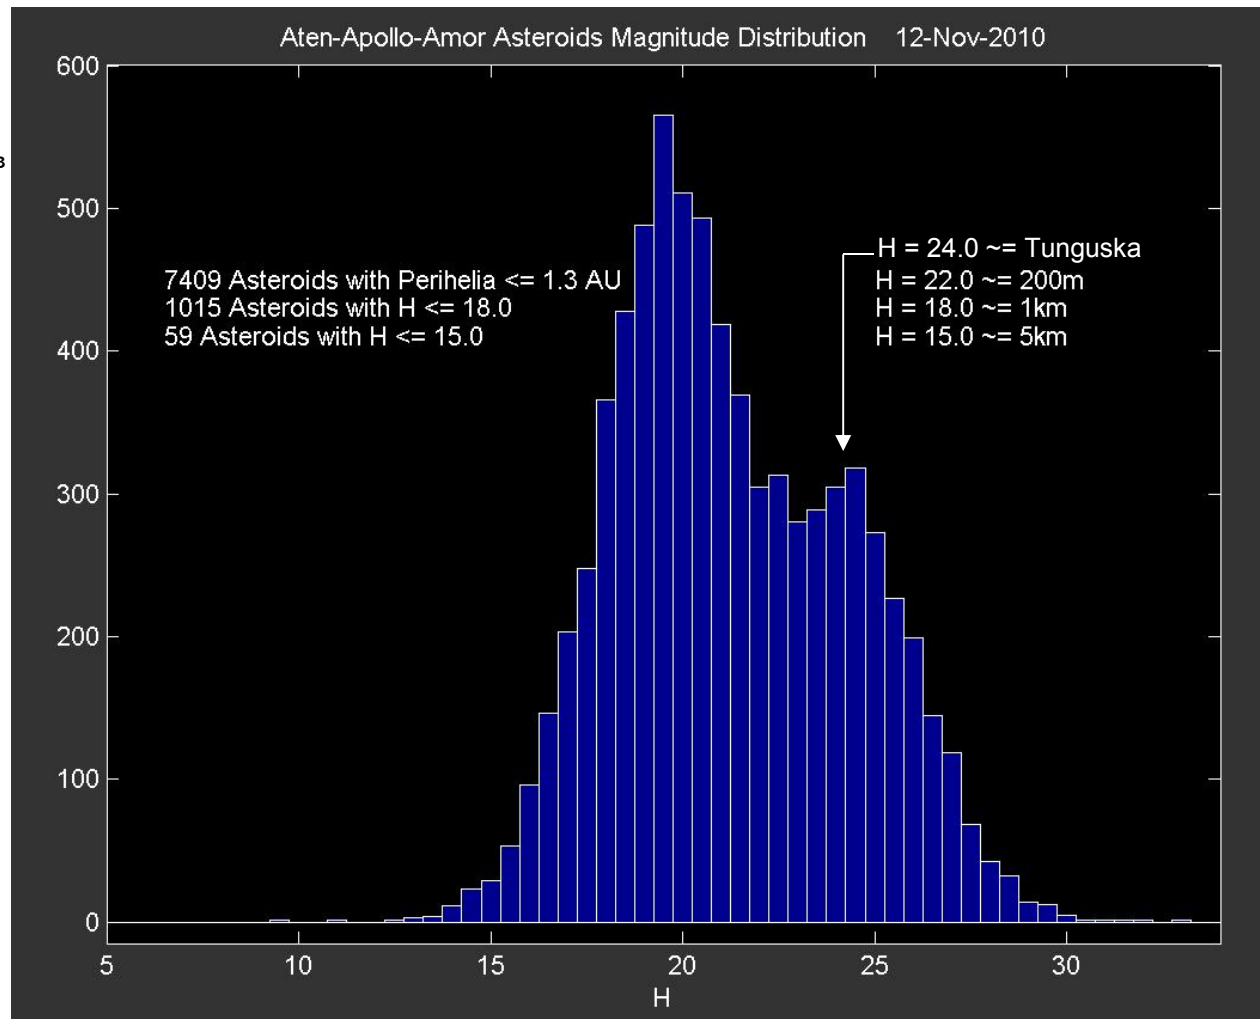 Aten-Apollo-Amor Asteroids Magnitude Distribution 12-Nov-2010
600
500
400
300
200
100
0
7409 Asteroids with Perihelia <= 1.3 AU
1015 Asteroids with H <= 18.0
59 Asteroids with H <= 15.0
H = 24.0 ~= Tunguska
H = 22.0 ~= 200m
H = 18.0 ~= 1km
H = 15.0 ~= 5km
5 10 15 20 25 30
H